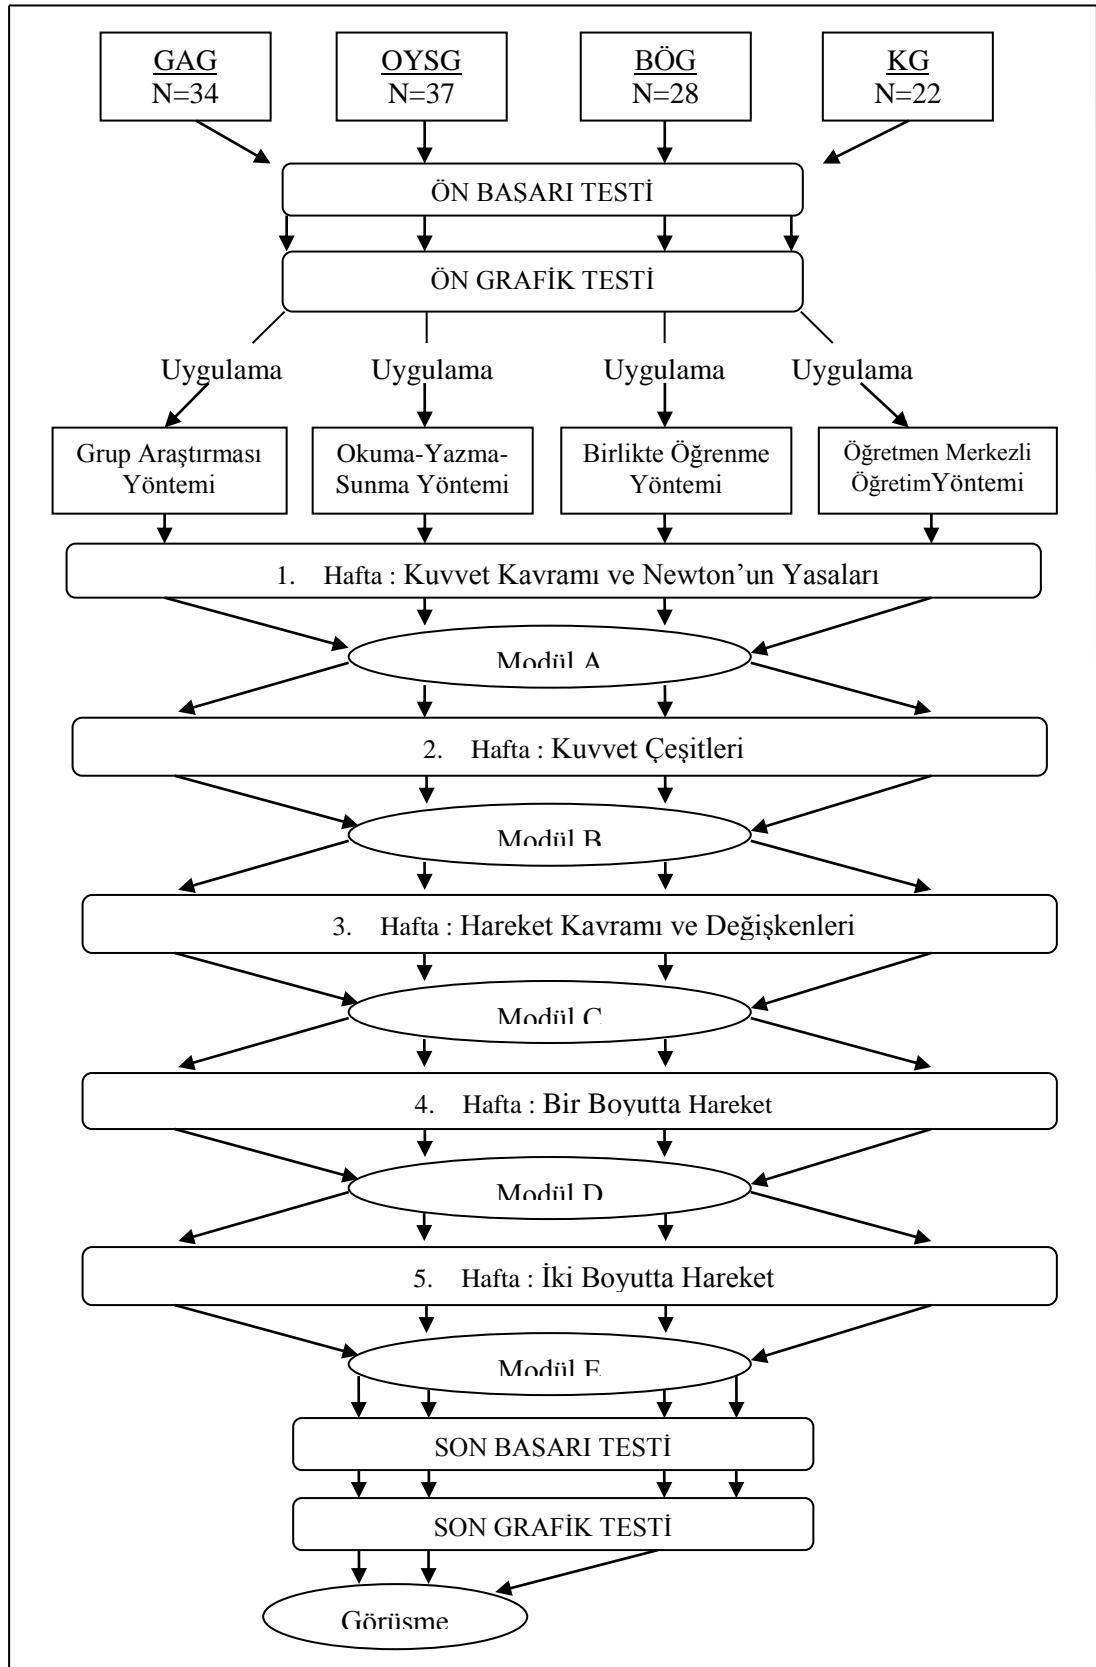 GAG
N=34
OYSG
N=37
BÖG
N=28
KG
N=22
ÖN BAŞARI TESTİ
ÖN GRAFİK TESTİ
Uygulama
Uygulama
Uygulama
Uygulama
Grup Araştırması
Yöntemi
Okuma-Yazma-
Sunma Yöntemi
Birlikte Öğrenme
Yöntemi
Öğretmen Merkezli
ÖğretimYöntemi
1. Hafta : Kuvvet Kavramı ve Newton’un Yasaları
Modül A
2. Hafta : Kuvvet Çeşitleri
Modül B
3. Hafta : Hareket Kavramı ve Değişkenleri
Modül C
4. Hafta : Bir Boyutta Hareket
Modül D
5. Hafta : İki Boyutta Hareket
Modül E
SON BAŞARI TESTİ
SON GRAFİK TESTİ
Görüşme